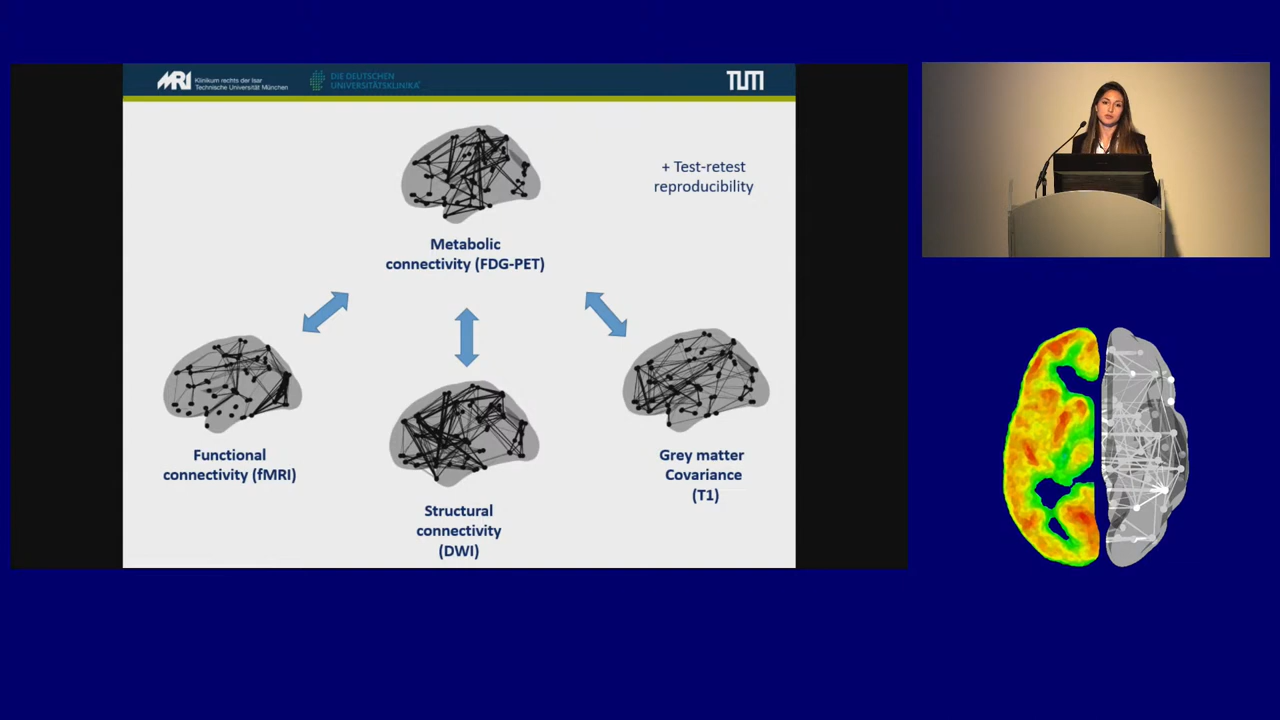 MRI
Klinikum rechts der Isar
Technische Universität München
DIE DEUTSCHEN
UNIVERSITÄTSKLINIKA
TUM
Metabolic
connectivity (FDG-PET)
+ Test-retest
reproducibility
Functional
connectivity (fMRI)
Structural
connectivity
(DWI)
Grey matter
Covariance
(T1)